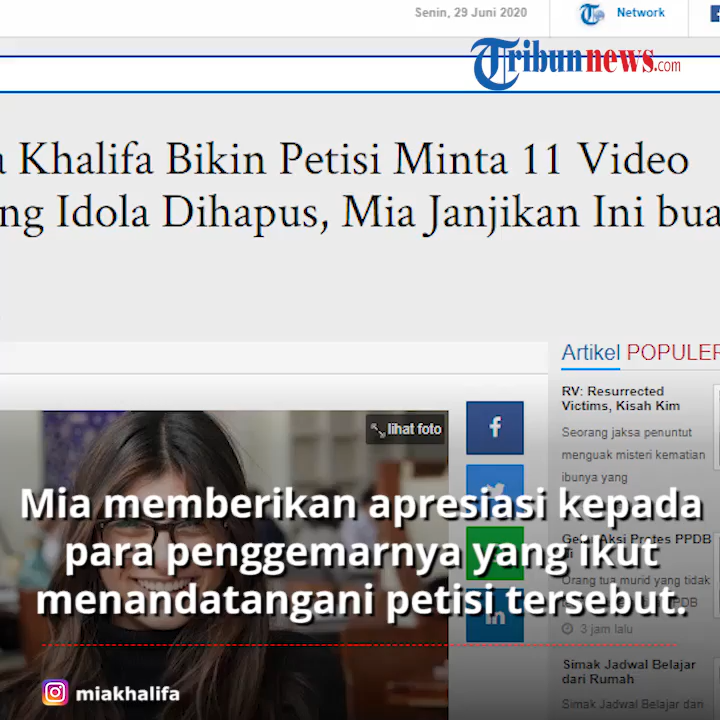 Senin, 29 Juni 2020
Network
Tribunnews.com
a Khalifa Bikin Petisi Minta 11 Video
ng Idola Dihapus, Mia Janjikan Ini bua
Artikel POPULER
RV: Resurrected
Victims, Kisah Kim
Seorang jaksa penuntut
menguak misteri kematian
ibunya yang
lihat foto
Mia memberikan apresiasi kepada
para penggemarnya yang ikut
menandatangani petisi tersebut.
Aksi Protes PPDB
Orang tua murid yang tidak
3 jam lalu
Simak Jadwal Belajar
dari Rumah
Simak Jadwal Belajar dari
miakhalifa